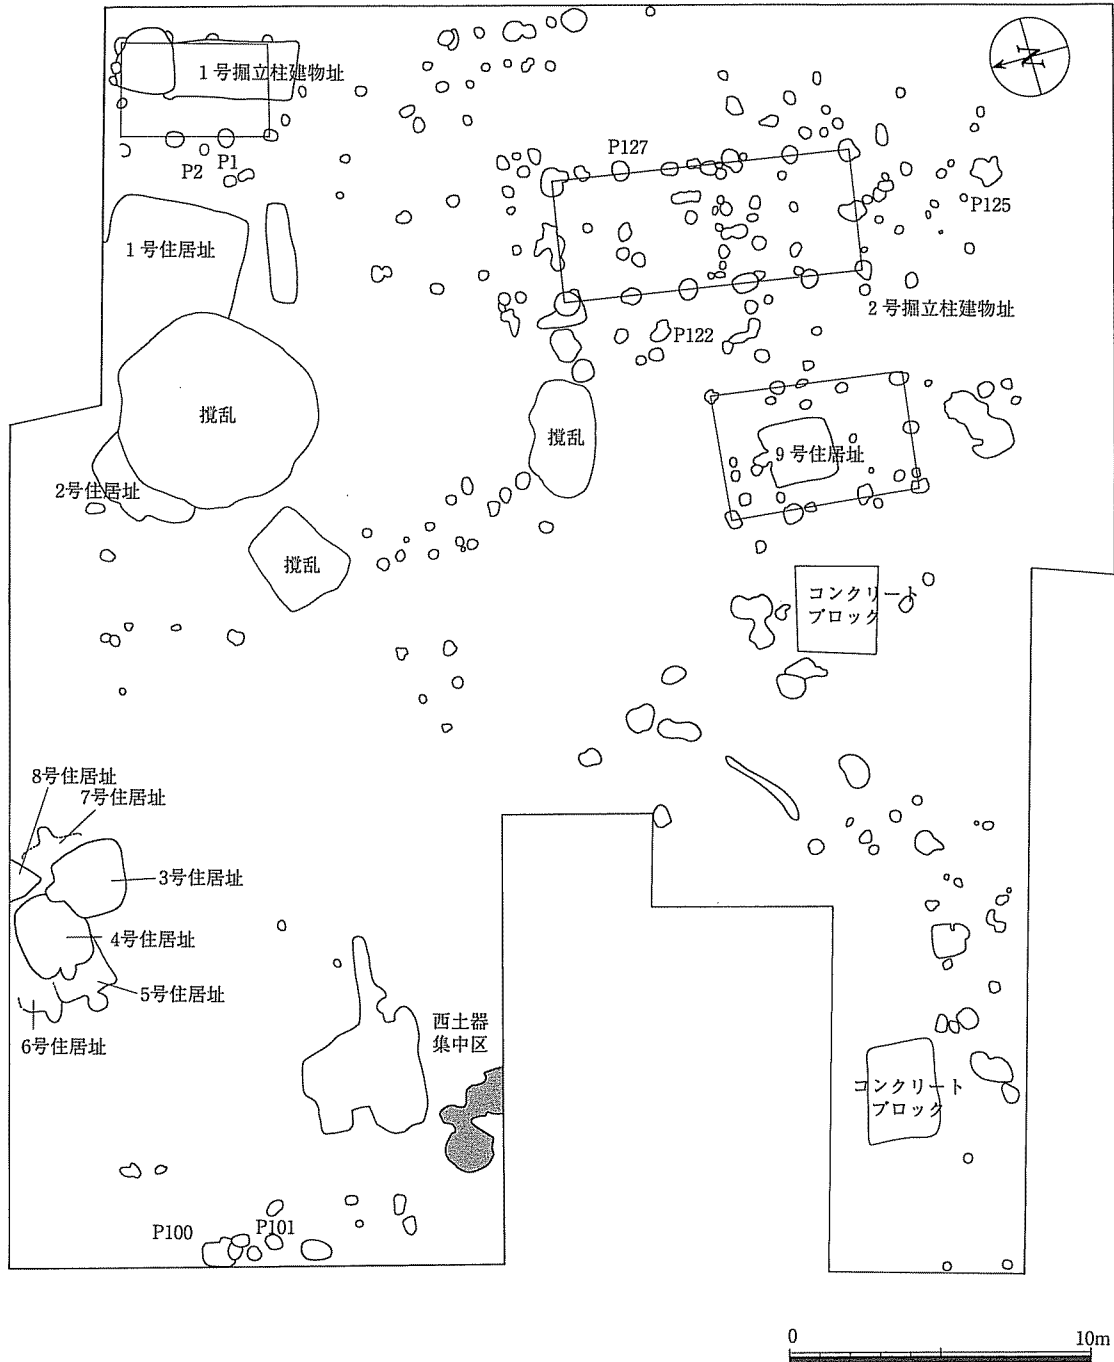 1号掘立柱建物址
N
P2
P1
P127
P125
1号住居址
2号掘立柱建物址
P122
攪乱
攪乱
9号住居址
2号住居址
攪乱
コンクリート
ブロック
8号住居址
7号住居址
3号住居址
4号住居址
5号住居址
6号住居址
西土器
集中区
コンクリート
ブロック
P100
P101
0
10m